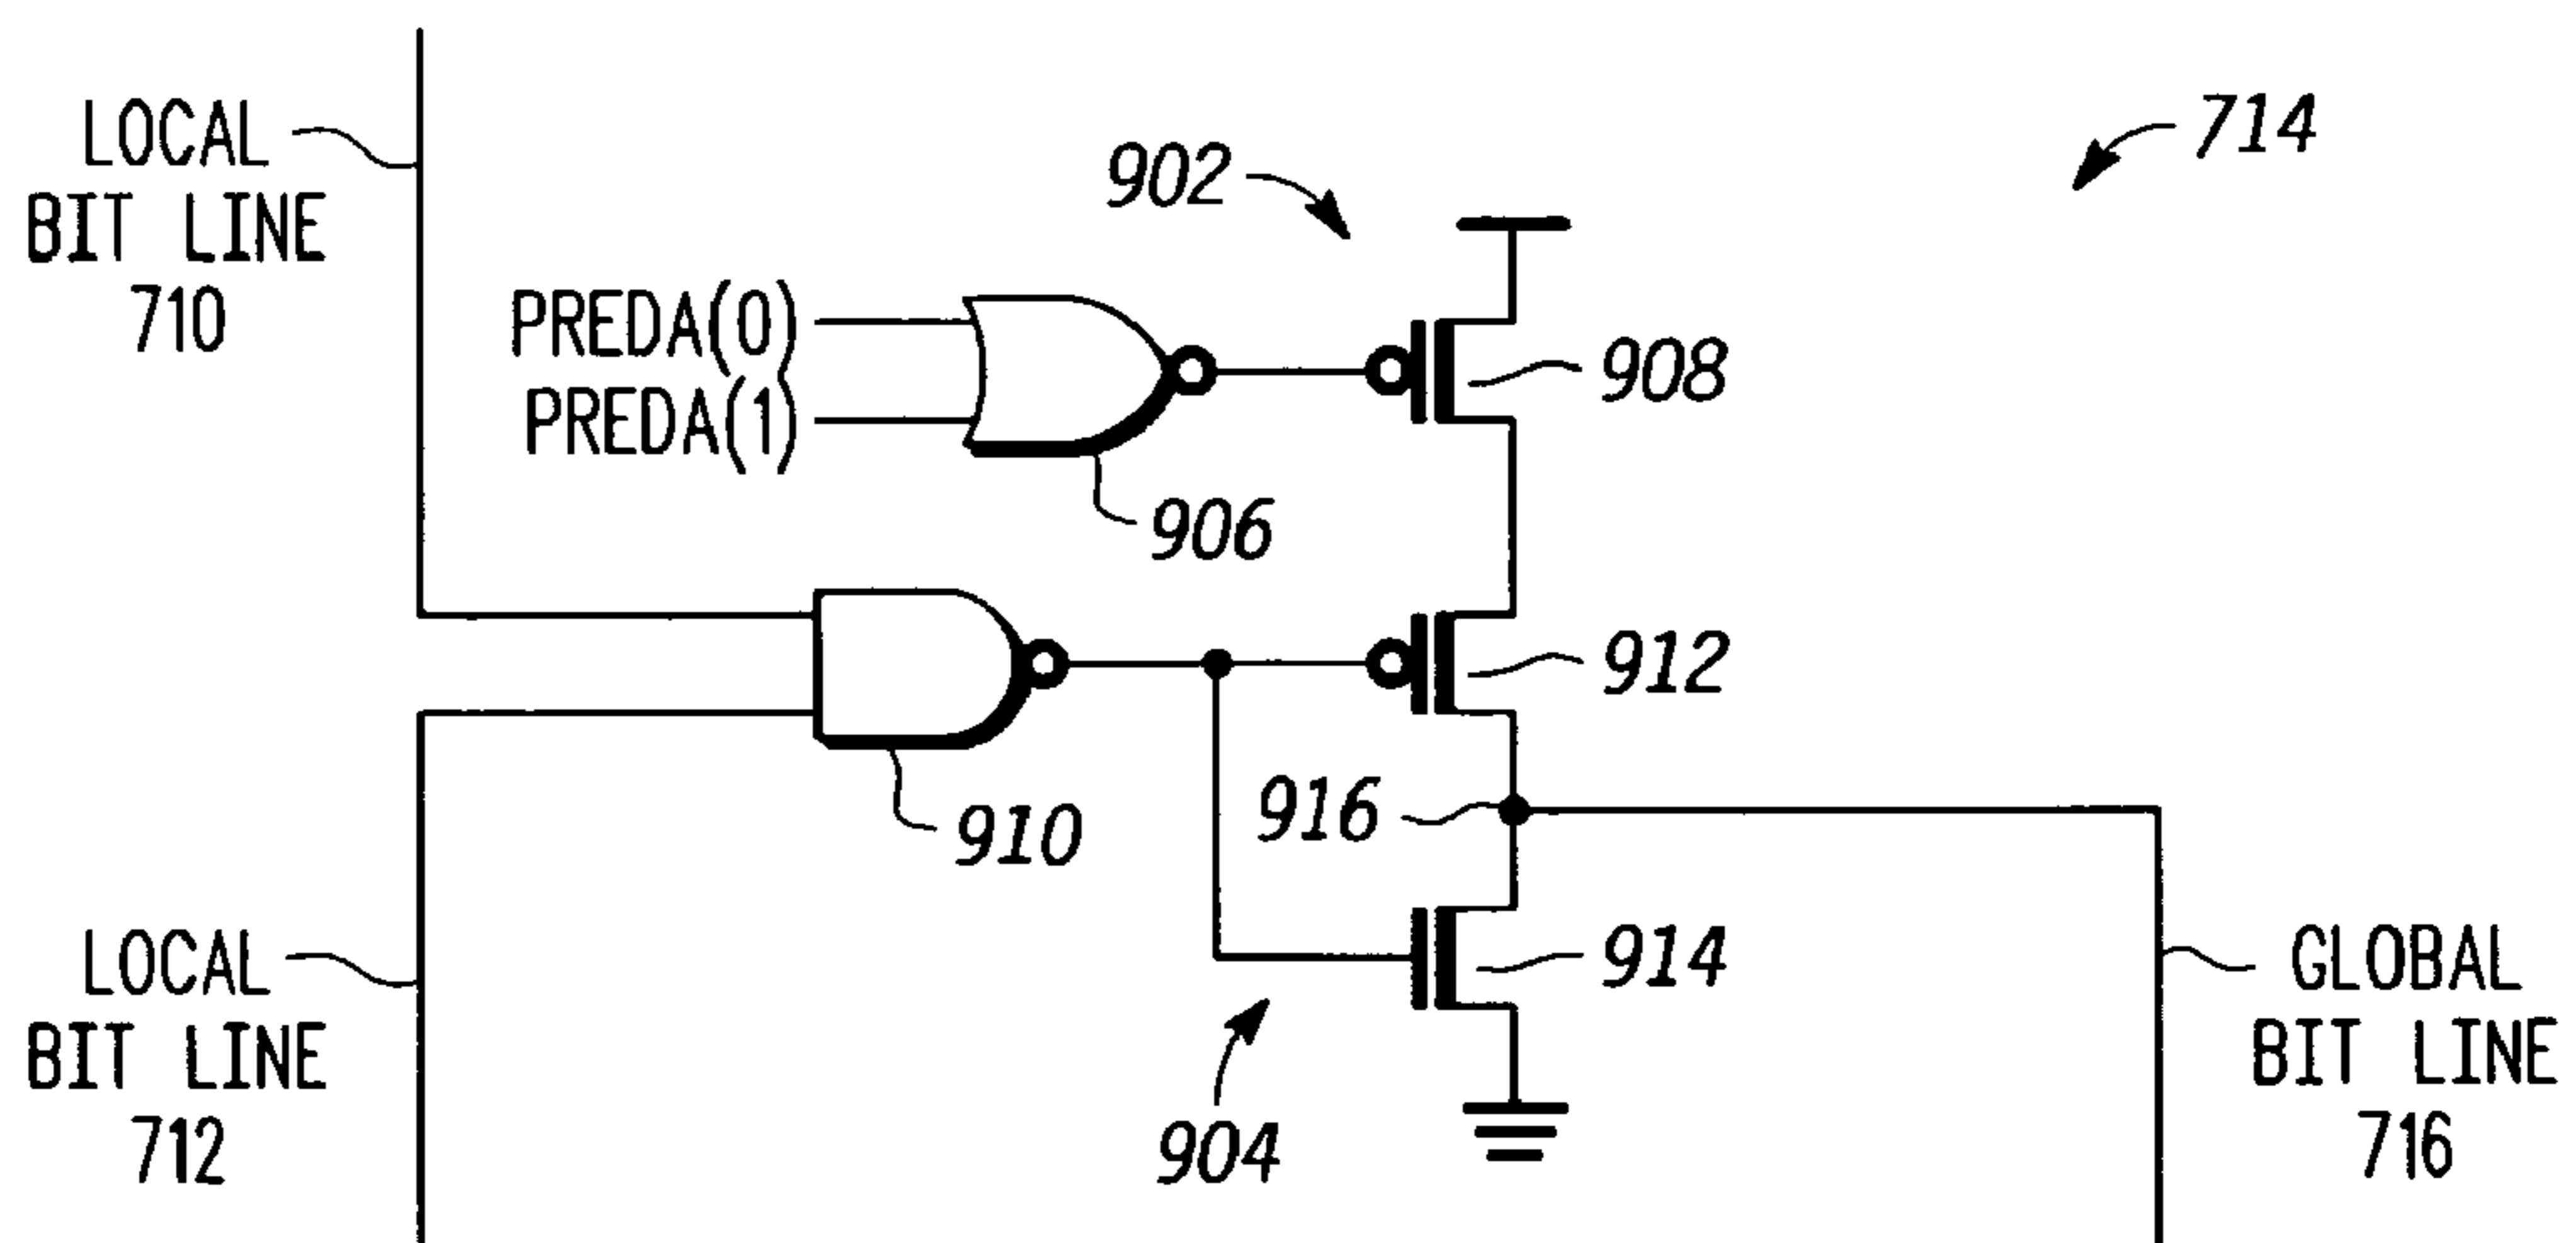 LOCAL
BIT LINE
710
902
714
PREDA(0)
PREDA(1)
908
906
912
910
916
LOCAL
BIT LINE
712
914
904
GLOBAL
BIT LINE
716